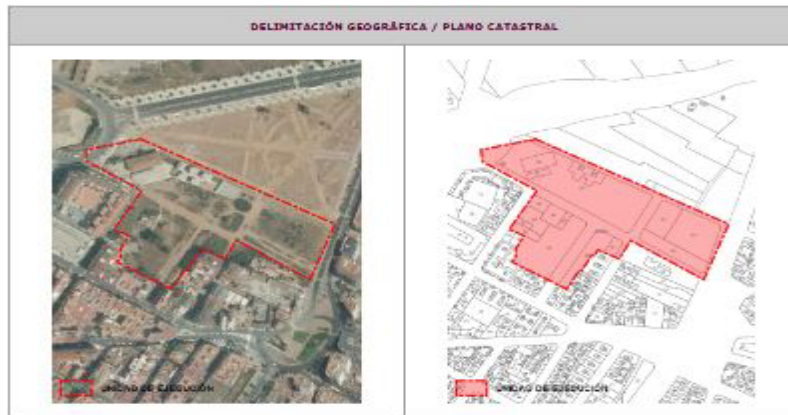 DELIMITACIÓN GEOGRÁFICA / PLANO CATASTRAL
UNIDAD DE EJECUCIÓN
UNIDAD DE EJECUCIÓN